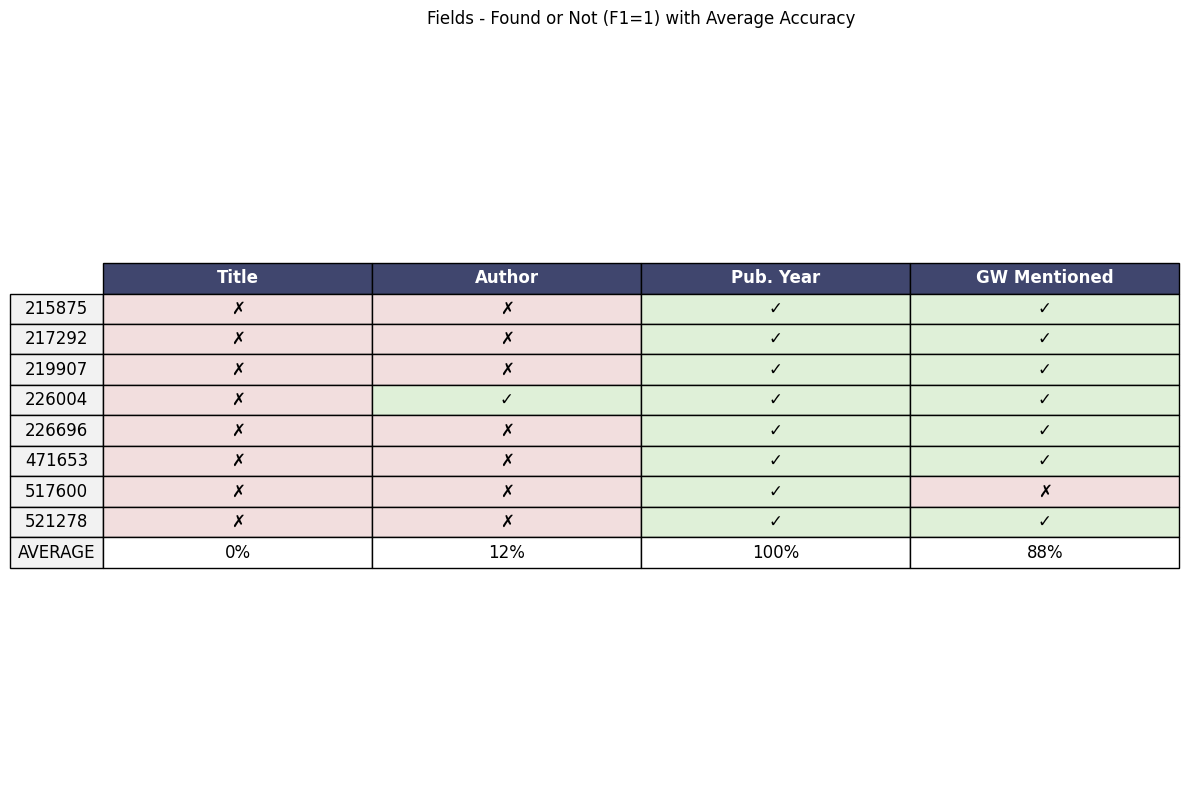 Fields - Found or Not (F1=1) with Average Accuracy
Title Author Pub. Year GW Mentioned
215875 ✗ ✗ ✓ ✓
217292 ✗ ✗ ✓ ✓
219907 ✗ ✗ ✓ ✓
226004 ✗ ✓ ✓ ✓
226696 ✗ ✗ ✓ ✓
471653 ✗ ✗ ✓ ✓
517600 ✗ ✗ ✓ ✗
521278 ✗ ✗ ✓ ✓
AVERAGE 0% 12% 100% 88%